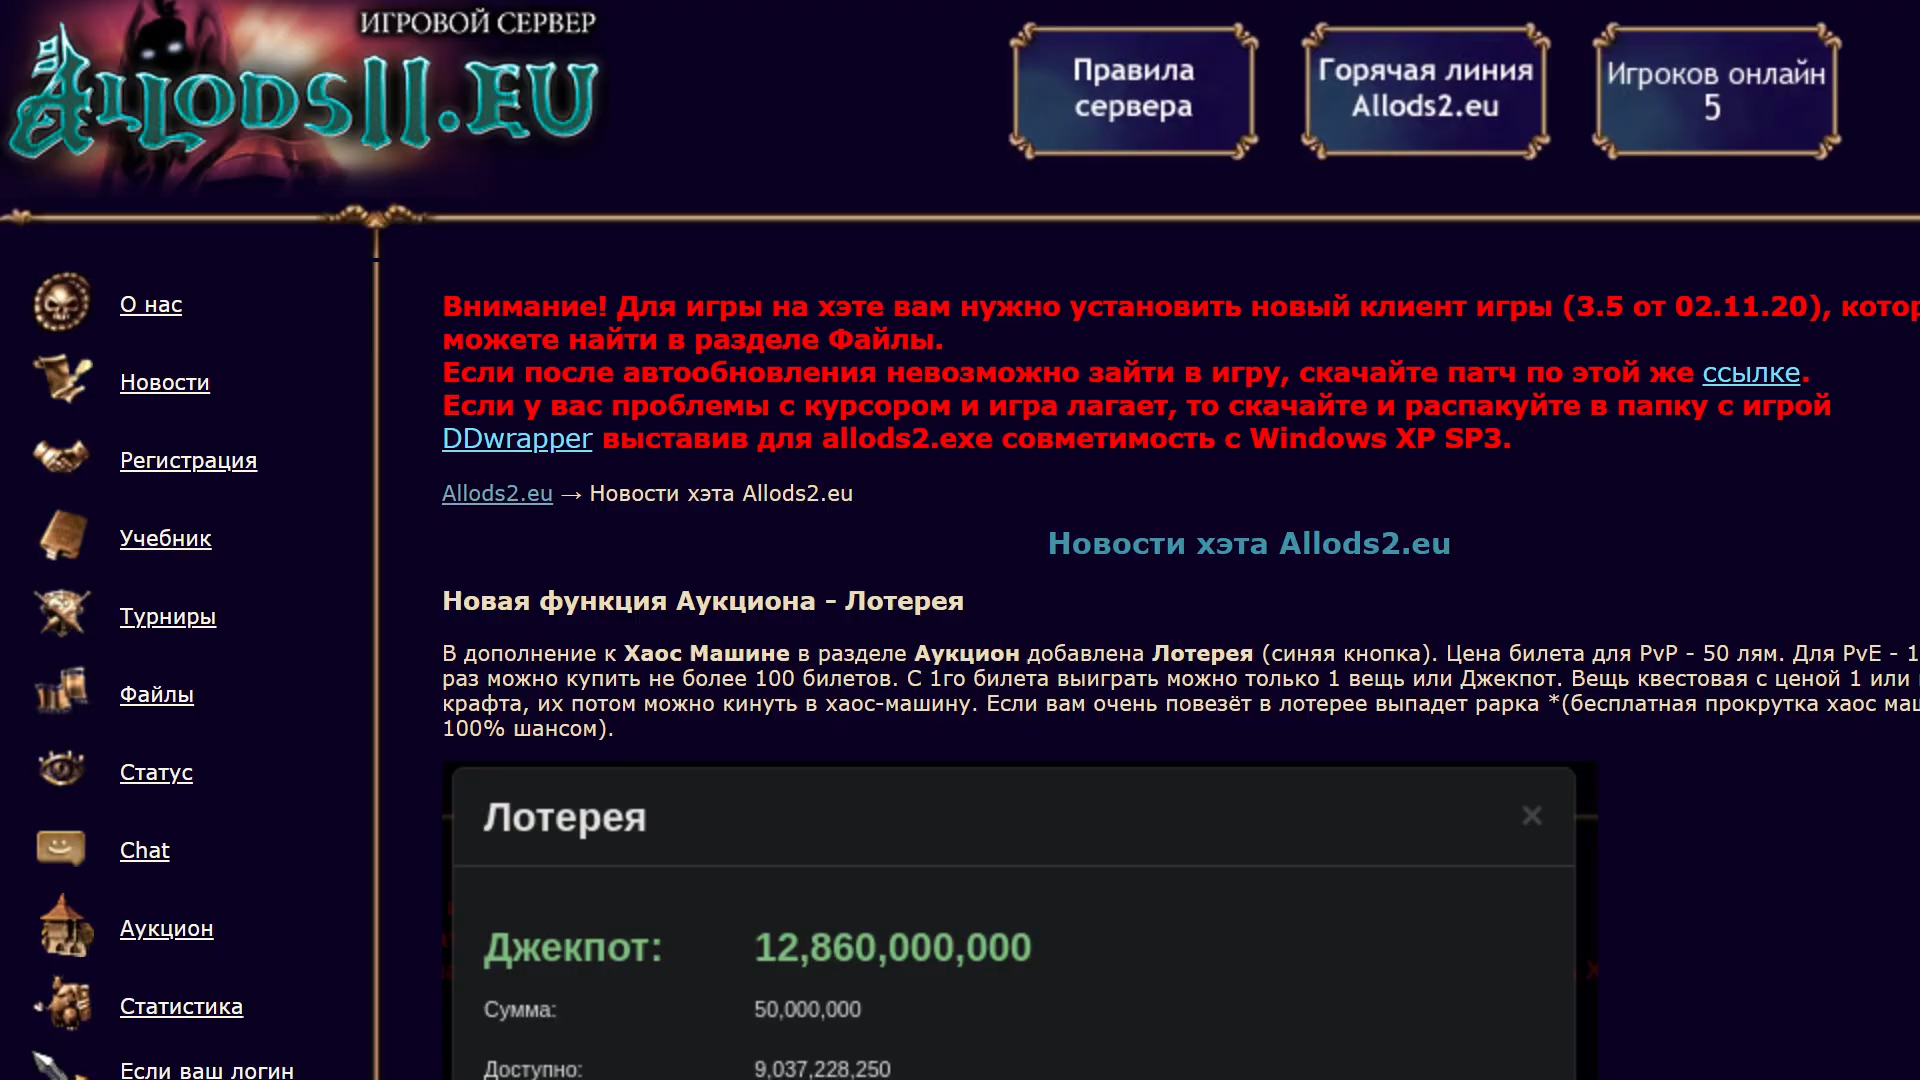 ИГРОВОЙ СЕРВЕР
ALLODSII.EU
Правила
сервера
Горячая линия
Allods2.eu
Игроков онлайн
5
О нас
Новости
Регистрация
Учебник
Турниры
Файлы
Статус
Chat
Аукцион
Статистика
Если ваш логин
Внимание! Для игры на хэте вам нужно установить новый клиент игры (3.5 от 02.11.20), котор
можете найти в разделе Файлы.
Если после автообновления невозможно зайти в игру, скачайте патч по этой же ссылке.
Если у вас проблемы с курсором и игра лагает, то скачайте и распакуйте в папку с игрой
DDwrapper выставив для allods2.exe совметимость с Windows XP SP3.
Allods2.eu → Новости хэта Allods2.eu
Новости хэта Allods2.eu
Новая функция Аукциона - Лотерея
В дополнение к Хаос Машине в разделе Аукцион добавлена Лотерея (синяя кнопка). Цена билета для PvP - 50 лям. Для PvE - 1
раз можно купить не более 100 билетов. С 1го билета выиграть можно только 1 вещь или Джекпот. Вещь квестовая с ценой 1 или
крафта, их потом можно кинуть в хаос-машину. Если вам очень повезёт в лотерее выпадет рарка *(бесплатная прокрутка хаос маш
100% шансом).
Лотерея
×
Джекпот: 12,860,000,000
Сумма: 50,000,000
Доступно: 9,037,228,250